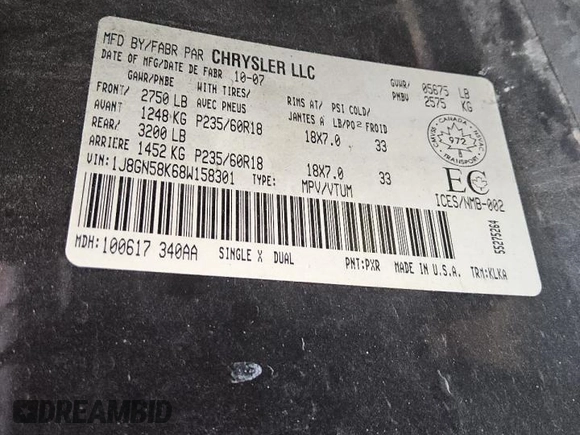 MFD BY/FABR PAR CHRYSLER LLC
DATE OF MFG/DATE DE FABR 10-07
GVWR/ 05675 LB
PNBV 2575 KG
GAWR/PNBE WITH TIRES/ RIMS AT/ PSI COLD/
AVEC PNEUS JANTES A LB/PO2 FROID
FRONT/ 2750 LB
AVANT 1248 KG P235/60R18 18X7.0 33
REAR/ 3200 LB
ARRIERE 1452 KG P235/60R18 18X7.0 33
VIN: 1J8GN58K68W158301 TYPE: MPV/VTUM
CANADA
972
TRANSPORT
EC
ICES/NMB-002
55275264
MDH: 100617 340AA SINGLE X DUAL PNT: PXR MADE IN U.S.A. TRM: KLKA
DREAMBID